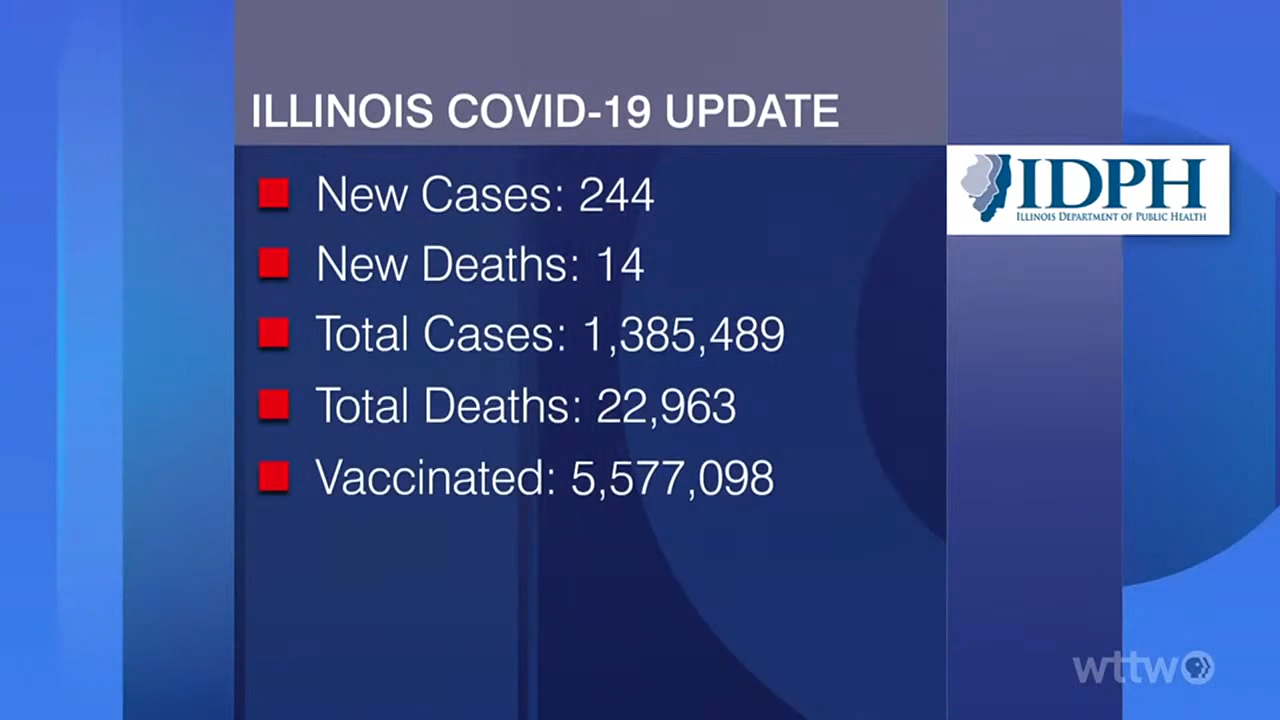 ILLINOIS COVID-19 UPDATE
New Cases: 244
New Deaths: 14
Total Cases: 1,385,489
Total Deaths: 22,963
Vaccinated: 5,577,098
IDPH
ILLINOIS DEPARTMENT OF PUBLIC HEALTH
wttw
PBS